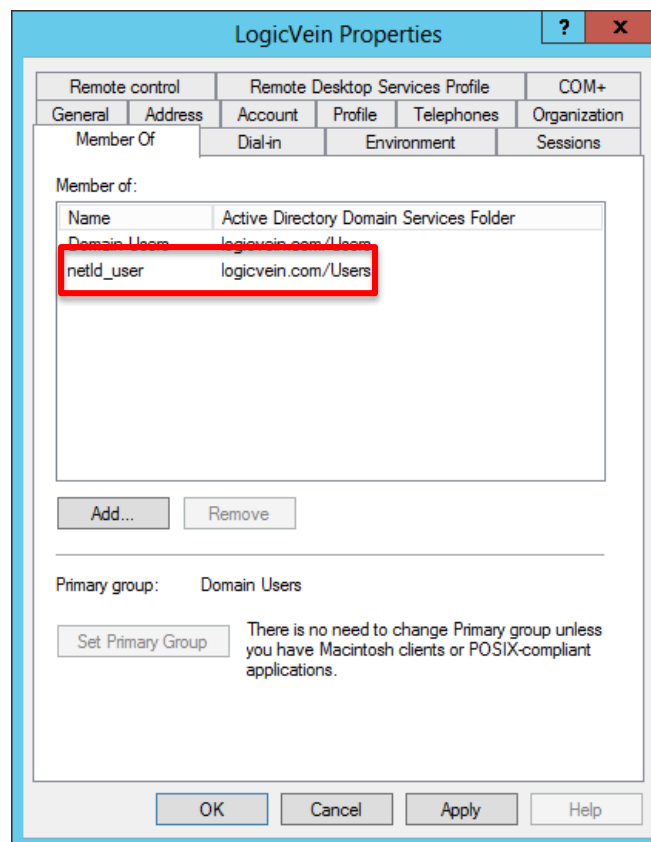 LogicVein Properties
? x
Remote control Remote Desktop Services Profile COM+
General Address Account Profile Telephones Organization
Member Of Dial-in Environment Sessions
Member of:
Name Active Directory Domain Services Folder
Domain Users logicvein.com/Users
netld_user logicvein.com/Users
Add... Remove
Primary group: Domain Users
Set Primary Group
There is no need to change Primary group unless
you have Macintosh clients or POSIX-compliant
applications.
OK Cancel Apply Help